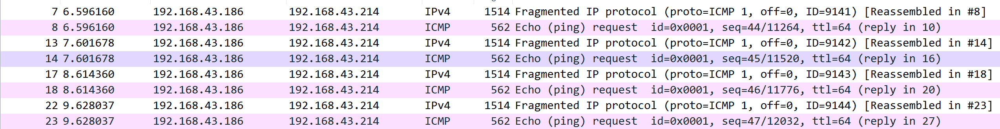 7 6.596160 192.168.43.186 192.168.43.214 IPv4 1514 Fragmented IP protocol (proto=ICMP 1, off=0, ID=9141) [Reassembled in #8]
8 6.596160 192.168.43.186 192.168.43.214 ICMP 562 Echo (ping) request id=0x0001, seq=44/11264, ttl=64 (reply in 10)
13 7.601678 192.168.43.186 192.168.43.214 IPv4 1514 Fragmented IP protocol (proto=ICMP 1, off=0, ID=9142) [Reassembled in #14]
14 7.601678 192.168.43.186 192.168.43.214 ICMP 562 Echo (ping) request id=0x0001, seq=45/11520, ttl=64 (reply in 16)
17 8.614360 192.168.43.186 192.168.43.214 IPv4 1514 Fragmented IP protocol (proto=ICMP 1, off=0, ID=9143) [Reassembled in #18]
18 8.614360 192.168.43.186 192.168.43.214 ICMP 562 Echo (ping) request id=0x0001, seq=46/11776, ttl=64 (reply in 20)
22 9.628037 192.168.43.186 192.168.43.214 IPv4 1514 Fragmented IP protocol (proto=ICMP 1, off=0, ID=9144) [Reassembled in #23]
23 9.628037 192.168.43.186 192.168.43.214 ICMP 562 Echo (ping) request id=0x0001, seq=47/12032, ttl=64 (reply in 27)